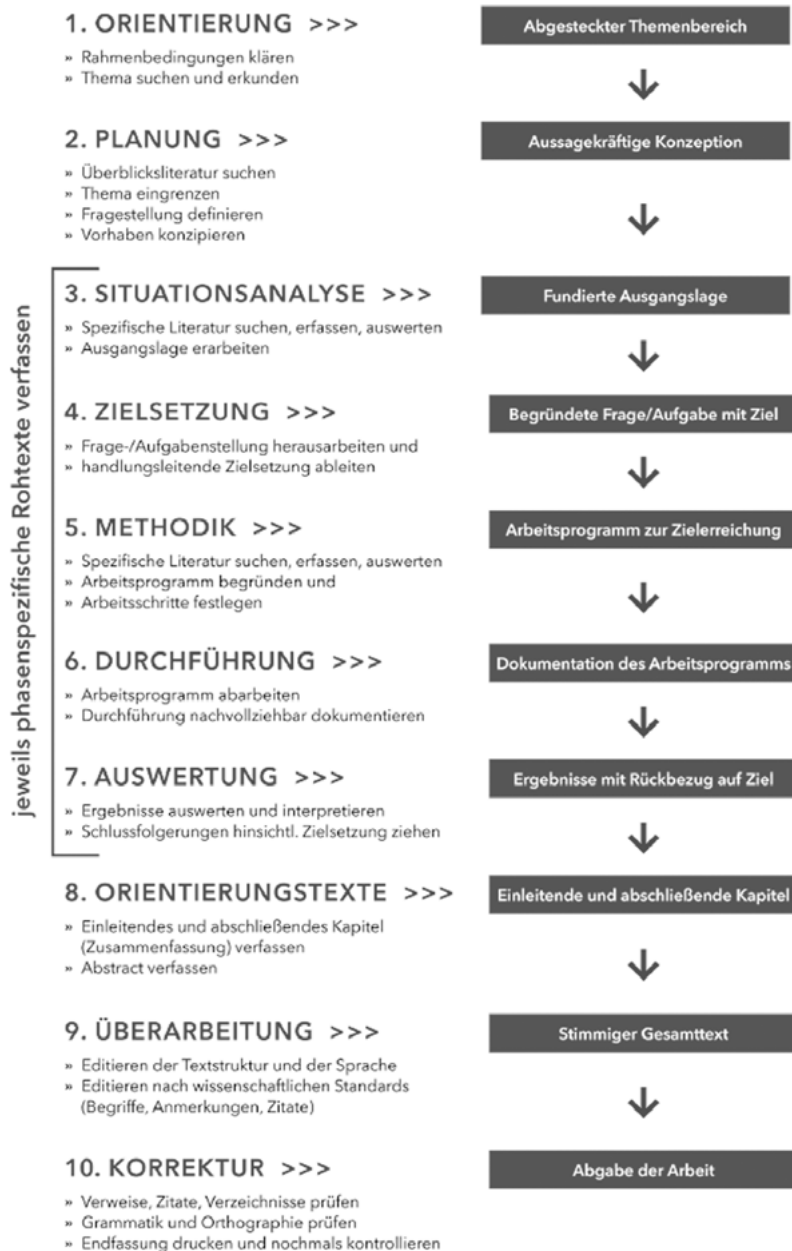 1. ORIENTIERUNG >>>
Abgesteckter Themenbereich
» Rahmenbedingungen klären
» Thema suchen und erkunden
2. PLANUNG >>>
Aussagekräftige Konzeption
» Überblicksliteratur suchen
» Thema eingrenzen
» Fragestellung definieren
» Vorhaben konzipieren
jeweils phasenspezifische Rohtexte verfassen
3. SITUATIONSANALYSE >>>
Fundierte Ausgangslage
» Spezifische Literatur suchen, erfassen, auswerten
» Ausgangslage erarbeiten
4. ZIELSETZUNG >>>
Begründete Frage/Aufgabe mit Ziel
» Frage-/Aufgabenstellung herausarbeiten und
» handlungsleitende Zielsetzung ableiten
5. METHODIK >>>
Arbeitsprogramm zur Zielerreichung
» Spezifische Literatur suchen, erfassen, auswerten
» Arbeitsprogramm begründen und
» Arbeitsschritte festlegen
6. DURCHFÜHRUNG >>>
Dokumentation des Arbeitsprogramms
» Arbeitsprogramm abarbeiten
» Durchführung nachvollziehbar dokumentieren
7. AUSWERTUNG >>>
Ergebnisse mit Rückbezug auf Ziel
» Ergebnisse auswerten und interpretieren
» Schlussfolgerungen hinsichtl. Zielsetzung ziehen
8. ORIENTIERUNGSTEXTE >>>
Einleitende und abschließende Kapitel
» Einleitendes und abschließendes Kapitel
(Zusammenfassung) verfassen
» Abstract verfassen
9. ÜBERARBEITUNG >>>
Stimmiger Gesamttext
» Editieren der Textstruktur und der Sprache
» Editieren nach wissenschaftlichen Standards
(Begriffe, Anmerkungen, Zitate)
10. KORREKTUR >>>
Abgabe der Arbeit
» Verweise, Zitate, Verzeichnisse prüfen
» Grammatik und Orthographie prüfen
» Endfassung drucken und nochmals kontrollieren